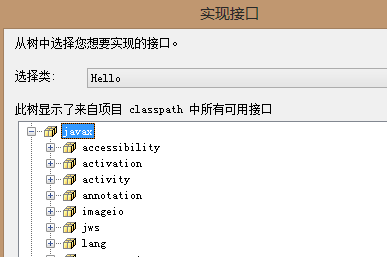 实现接口
从树中选择您想要实现的接口。
选择类: Hello
此树显示了来自项目 classpath 中所有可用接口
javax
accessibility
activation
activity
annotation
imageio
jws
lang